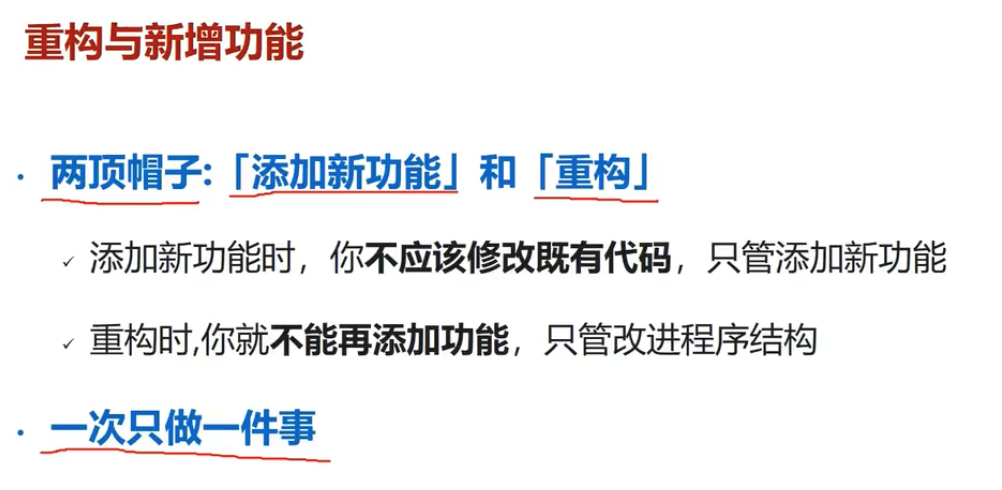 重构与新增功能
· 两顶帽子:「添加新功能」和「重构」
✓ 添加新功能时，你不应该修改既有代码，只管添加新功能
✓ 重构时,你就不能再添加功能，只管改进程序结构
· 一次只做一件事